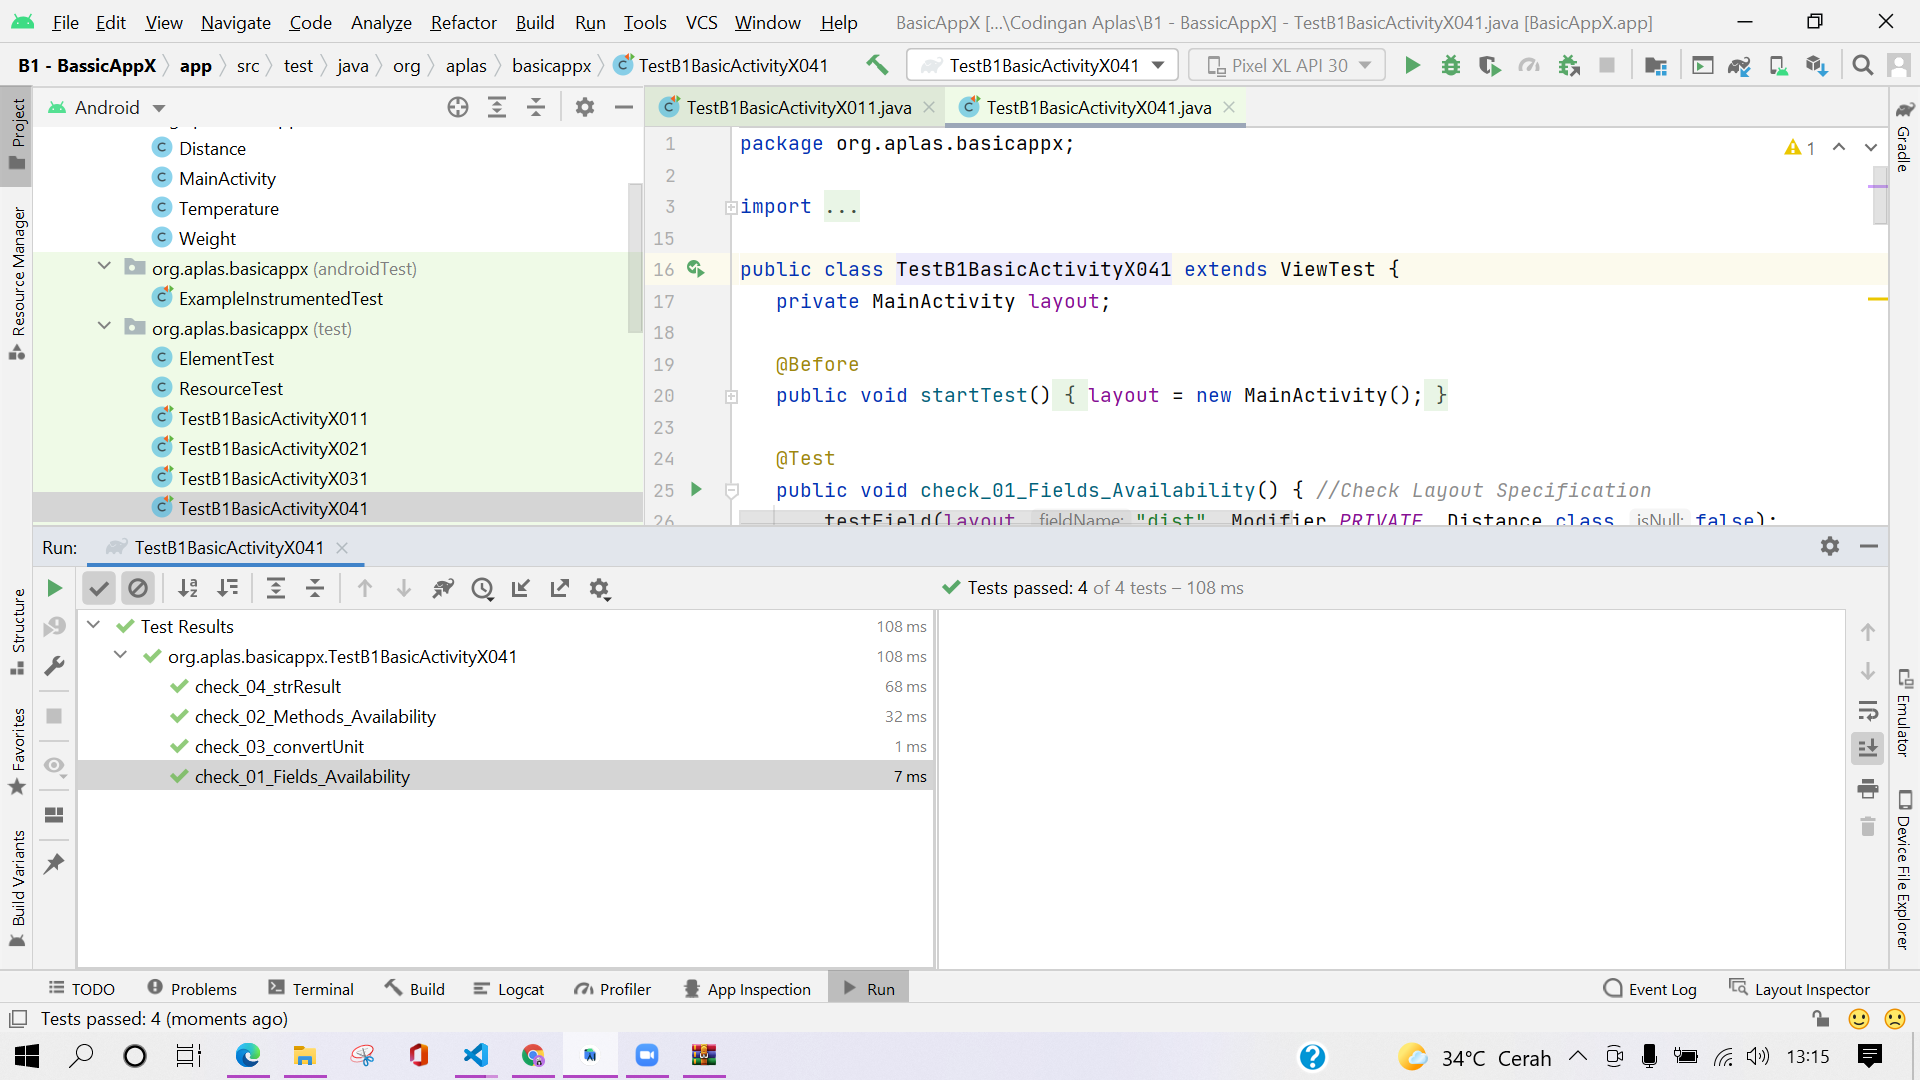 File Edit View Navigate Code Analyze Refactor Build Run Tools VCS Window Help BasicAppX [...\Codingan Aplas\B1 - BassicAppX] - TestB1BasicActivityX041.java [BasicAppX.app]
B1 - BassicAppX app src test java org aplas basicappx TestB1BasicActivityX041 TestB1BasicActivityX041 Pixel XL API 30
Android
TestB1BasicActivityX011.java TestB1BasicActivityX041.java
Project
Resource Manager
Structure
Favorites
Build Variants
Distance
MainActivity
Temperature
Weight
org.aplas.basicappx (androidTest)
ExampleInstrumentedTest
org.aplas.basicappx (test)
ElementTest
ResourceTest
TestB1BasicActivityX011
TestB1BasicActivityX021
TestB1BasicActivityX031
TestB1BasicActivityX041
1 package org.aplas.basicappx;
2
3 import ...
15
16 public class TestB1BasicActivityX041 extends ViewTest {
17 private MainActivity layout;
18
19 @Before
20 public void startTest() { layout = new MainActivity(); }
23
24 @Test
25 public void check_01_Fields_Availability() { //Check Layout Specification
26 testField(layout, fieldName: "dist", Modifier.PRIVATE, Distance.class, isNull: false);
1
Gradle
Emulator
Device File Explorer
Run: TestB1BasicActivityX041
Tests passed: 4 of 4 tests – 108 ms
Test Results 108 ms
org.aplas.basicappx.TestB1BasicActivityX041 108 ms
check_04_strResult 68 ms
check_02_Methods_Availability 32 ms
check_03_convertUnit 1 ms
check_01_Fields_Availability 7 ms
TODO Problems Terminal Build Logcat Profiler App Inspection Run Event Log Layout Inspector
Tests passed: 4 (moments ago)
34°C Cerah 13:15